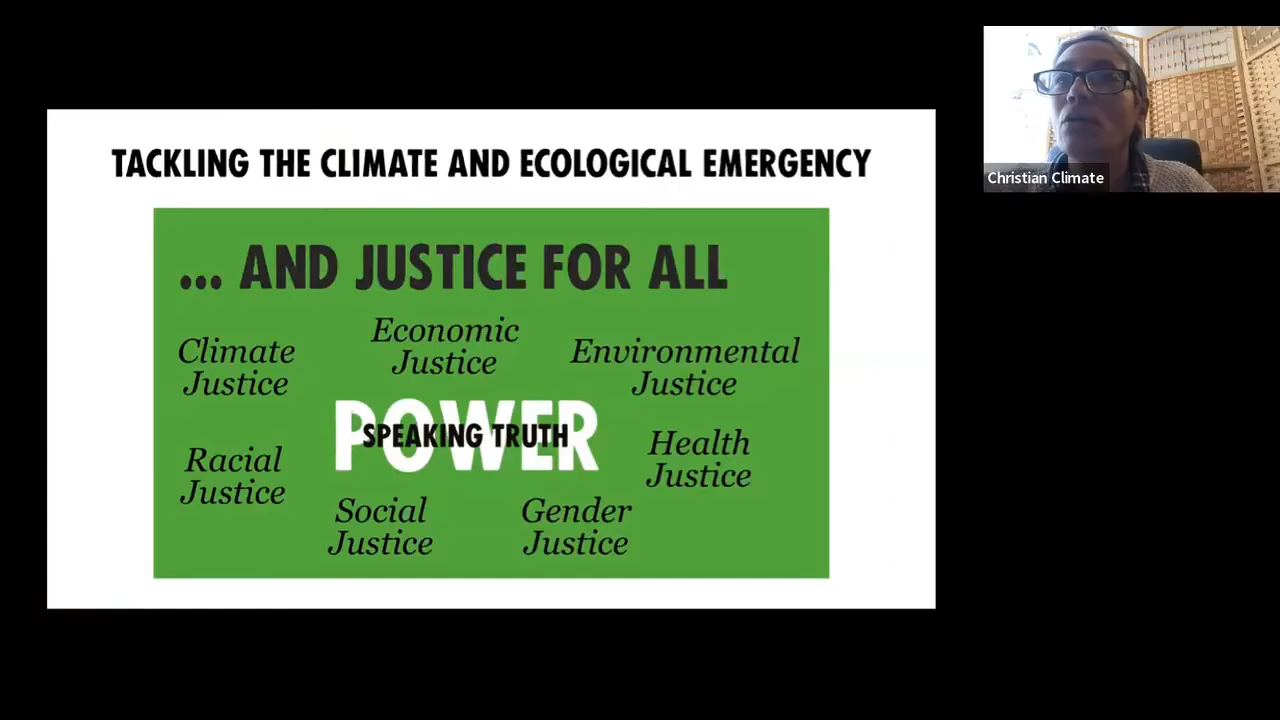 TACKLING THE CLIMATE AND ECOLOGICAL EMERGENCY
... AND JUSTICE FOR ALL
Climate
Justice
Economic
Justice
Environmental
Justice
POWER
SPEAKING TRUTH
Racial
Justice
Health
Justice
Social
Justice
Gender
Justice
Christian Climate